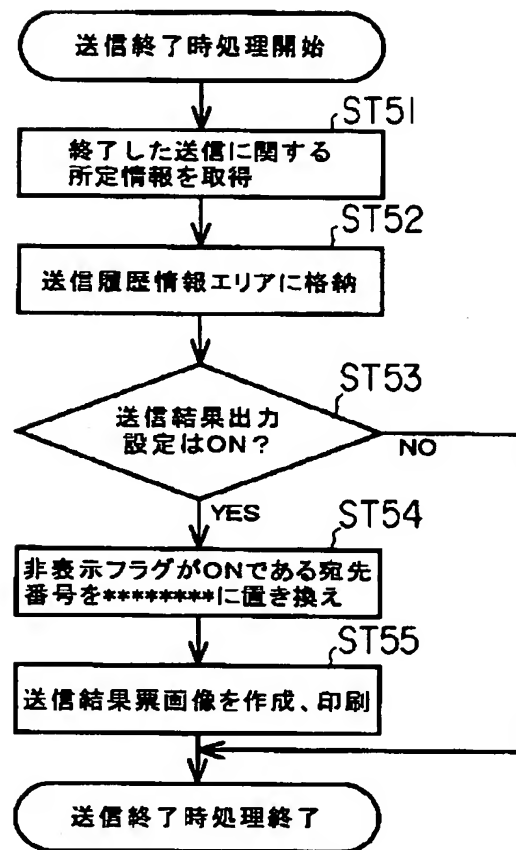 送信終了時処理開始
ST51
終了した送信に関する
所定情報を取得
ST52
送信履歴情報エリアに格納
ST53
送信結果出力
設定はON?
NO
YES
ST54
非表示フラグがONである宛先
番号を********に置き換え
ST55
送信結果票画像を作成、印刷
送信終了時処理終了